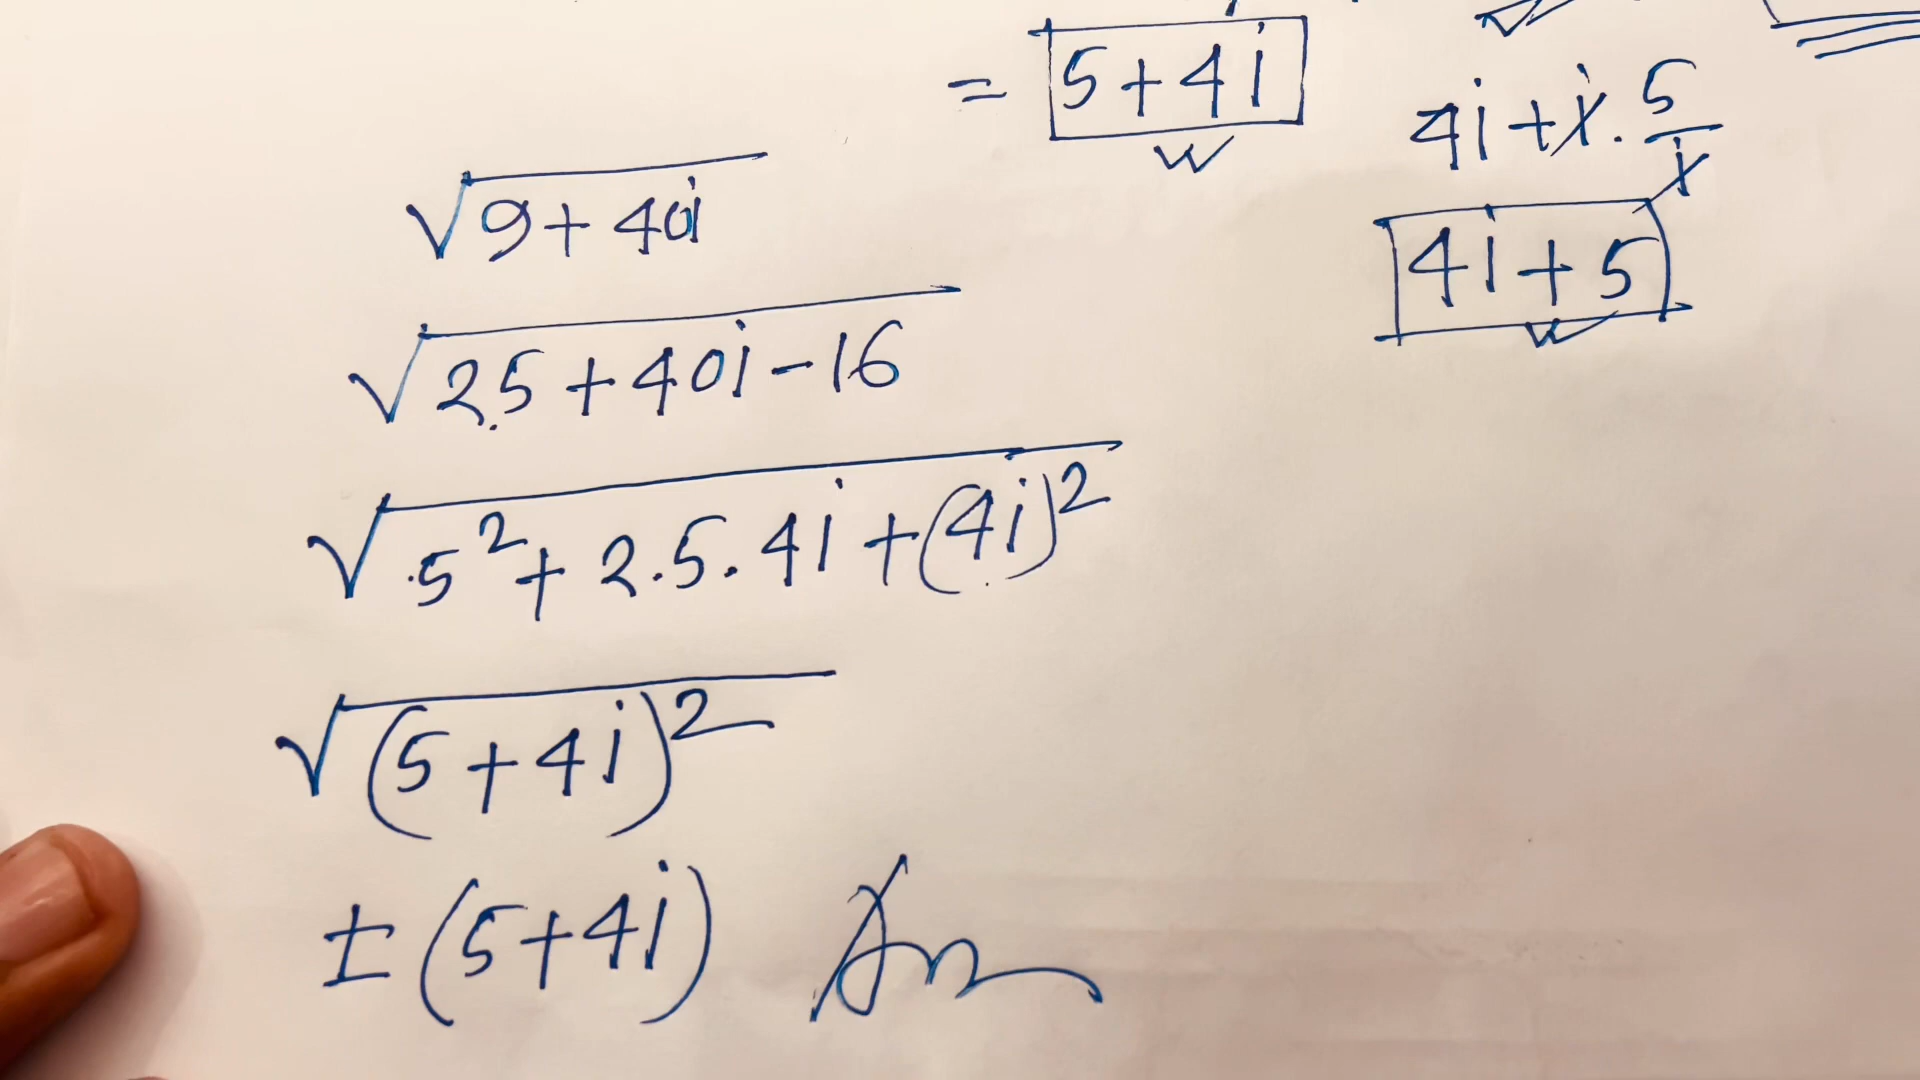 = 5+4i
4i+i.5/i
4i+5
√9+40i
√25+40i-16
√5²+2.5.4i+(4i)²
√(5+4i)²
±(5+4i) Ans